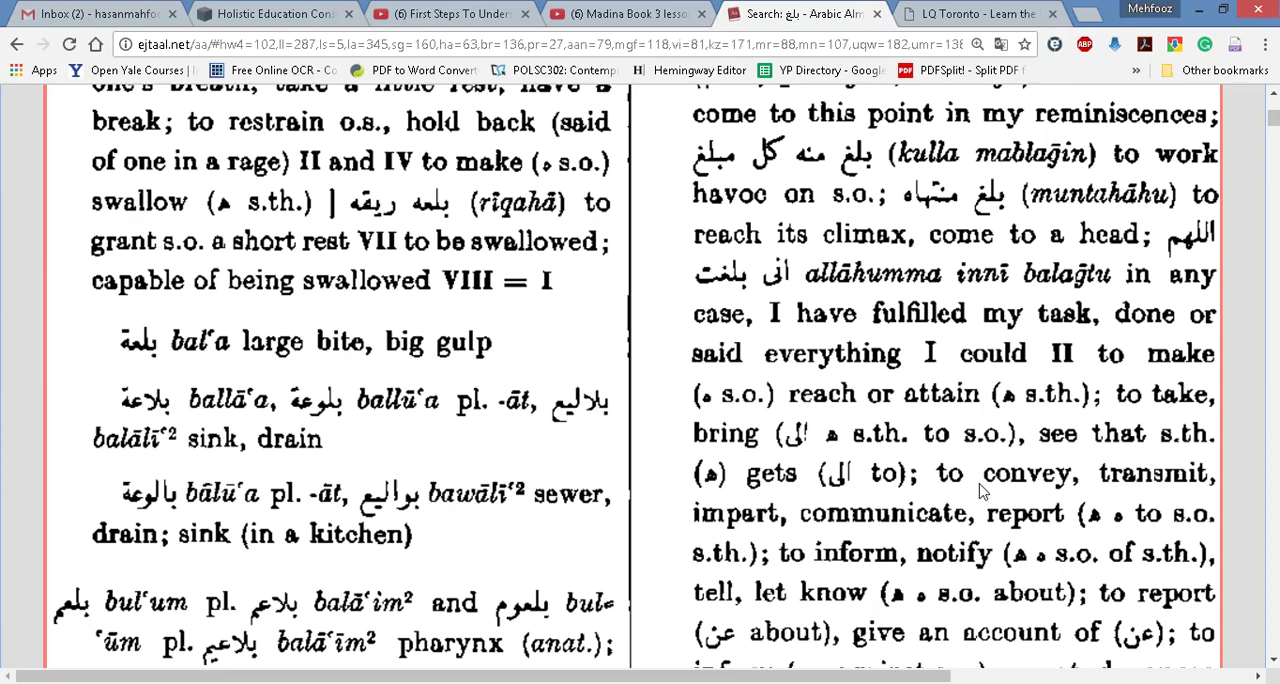 Inbox (2) - hasanmahfo
Holistic Education Con
(6) First Steps To Under
(6) Madina Book 3 lesso
Search: بلغ - Arabic Alm
LQ Toronto - Learn the
Mehfooz
ejtaal.net/aa/#hw4=102,ll=287,ls=5,la=345,sg=160,ha=63,br=136,pr=27,aan=79,mgf=118,vi=81,kz=171,mr=88,mn=107,uqw=182,umr=138
Apps
Open Yale Courses |
Free Online OCR - Co
PDF to Word Convert
POLSC302: Contemp
Hemingway Editor
YP Directory - Google
PDFSplit! - Split PDF f
Other bookmarks
one's breath, take a little rest, have a
break; to restrain o.s., hold back (said
of one in a rage) II and IV to make (ه s.o.)
swallow (ﻫ s.th.) | بلعه ريقه (rīqahū) to
grant s.o. a short rest VII to be swallowed;
capable of being swallowed VIII = I
بلعة balʿa large bite, big gulp
بلاعة ballāʿa, بلوعة ballūʿa pl. -āt, بلاليع
balālīʿ² sink, drain
بالوعة bālūʿa pl. -āt, بواليع bawālīʿ² sewer,
drain; sink (in a kitchen)
بلعم bulʿum pl. بلاعم balāʿim² and بلعوم bul-
ʿūm pl. بلاعيم balāʿīm² pharynx (anat.);
come to this point in my reminiscences;
بلغ منه كل مبلغ (kulla mablaḡin) to work
havoc on s.o.; بلغ منتهاه (muntahāhu) to
reach its climax, come to a head; اللهم
انى بلغت allāhumma innī balaḡtu in any
case, I have fulfilled my task, done or
said everything I could II to make
(ه s.o.) reach or attain (ﻫ s.th.); to take,
bring (ﻫ الى s.th. to s.o.), see that s.th.
(ﻫ) gets (الى to); to convey, transmit,
impart, communicate, report (ه ﻫ to s.o.
s.th.); to inform, notify (ه ﻫ s.o. of s.th.),
tell, let know (ه ﻫ s.o. about); to report
(عن about), give an account of (عن); to